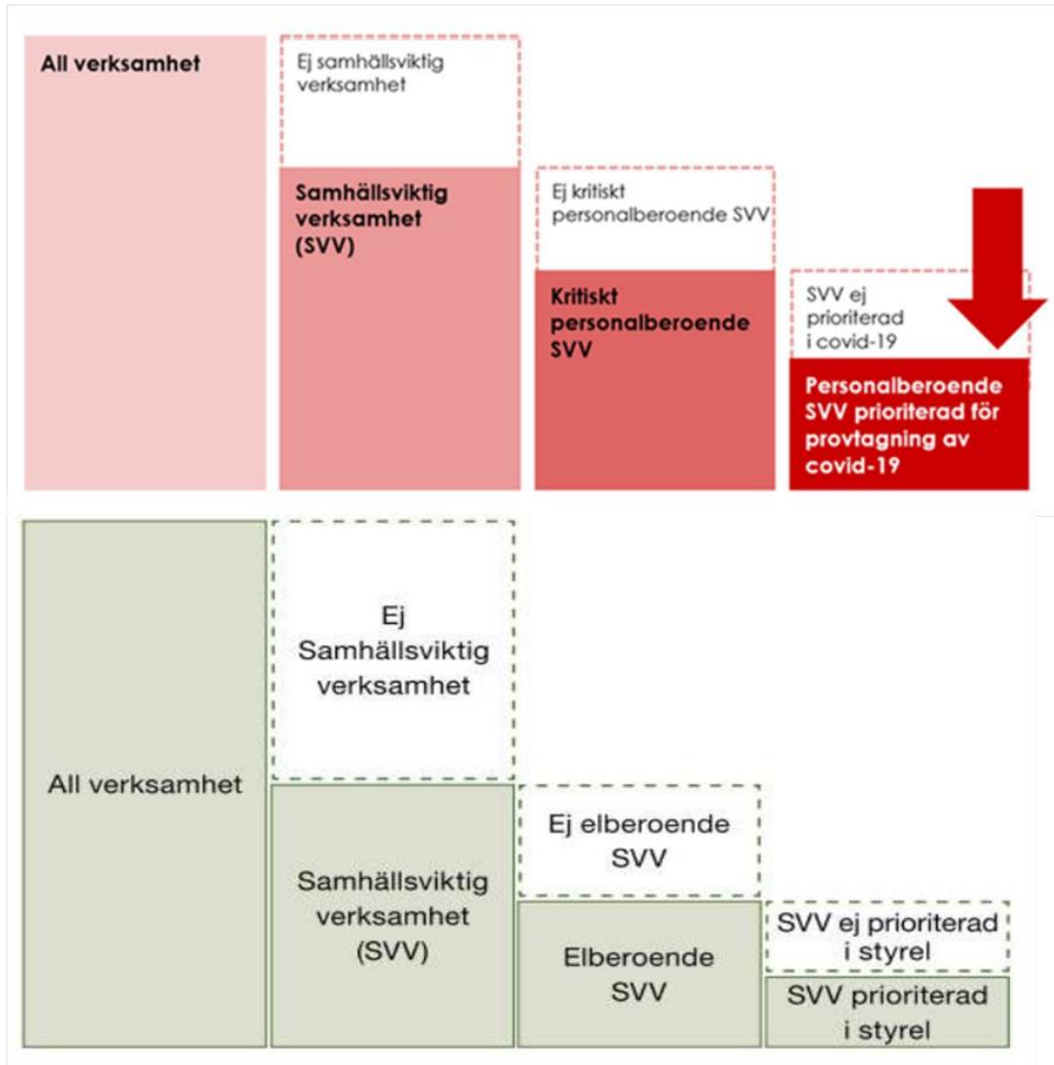 All verksamhet
Ej samhällsviktig
verksamhet
Samhällsviktig
verksamhet
(SVV)
Ej kritiskt
personalberoende SVV
Kritiskt
personalberoende
SVV
SVV ej
prioriterad
i covid-19
Personalberoende
SVV prioriterad för
provtagning av
covid-19
All verksamhet
Ej
Samhällsviktig
verksamhet
Samhällsviktig
verksamhet
(SVV)
Ej elberoende
SVV
Elberoende
SVV
SVV ej prioriterad
i styrel
SVV prioriterad
i styrel